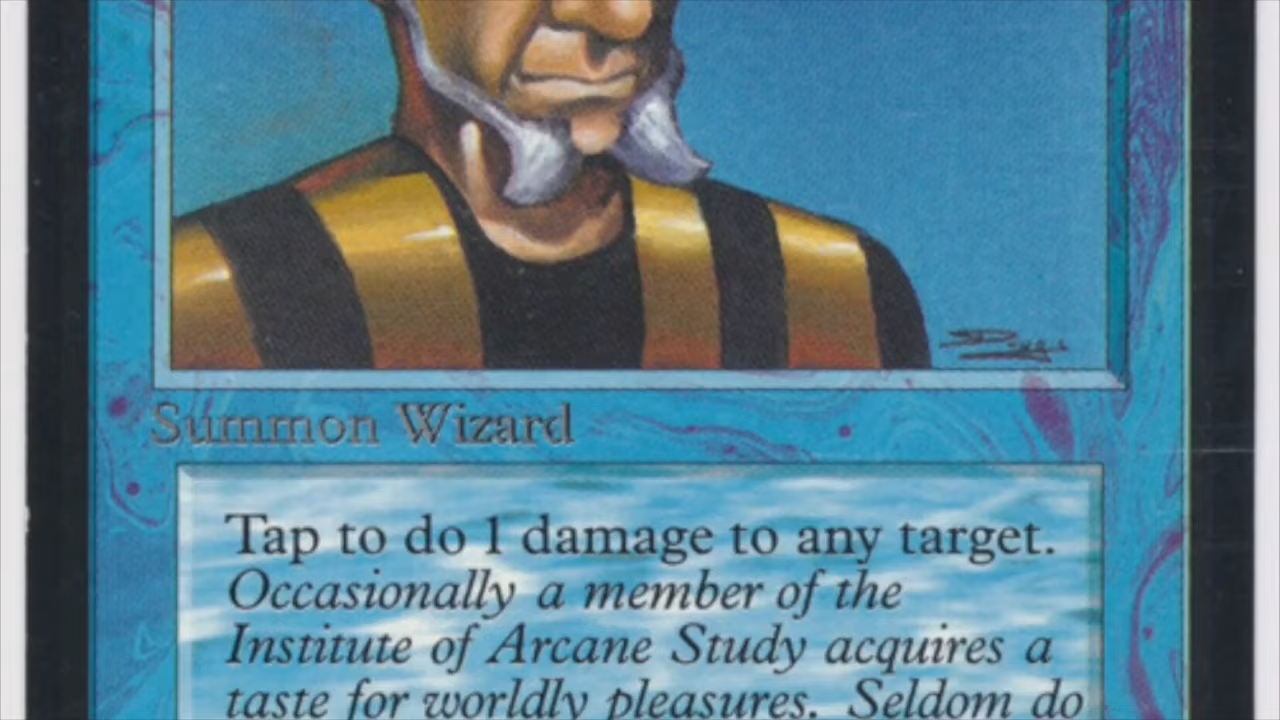 Summon Wizard
Tap to do 1 damage to any target.
Occasionally a member of the
Institute of Arcane Study acquires a
taste for worldly pleasures. Seldom do